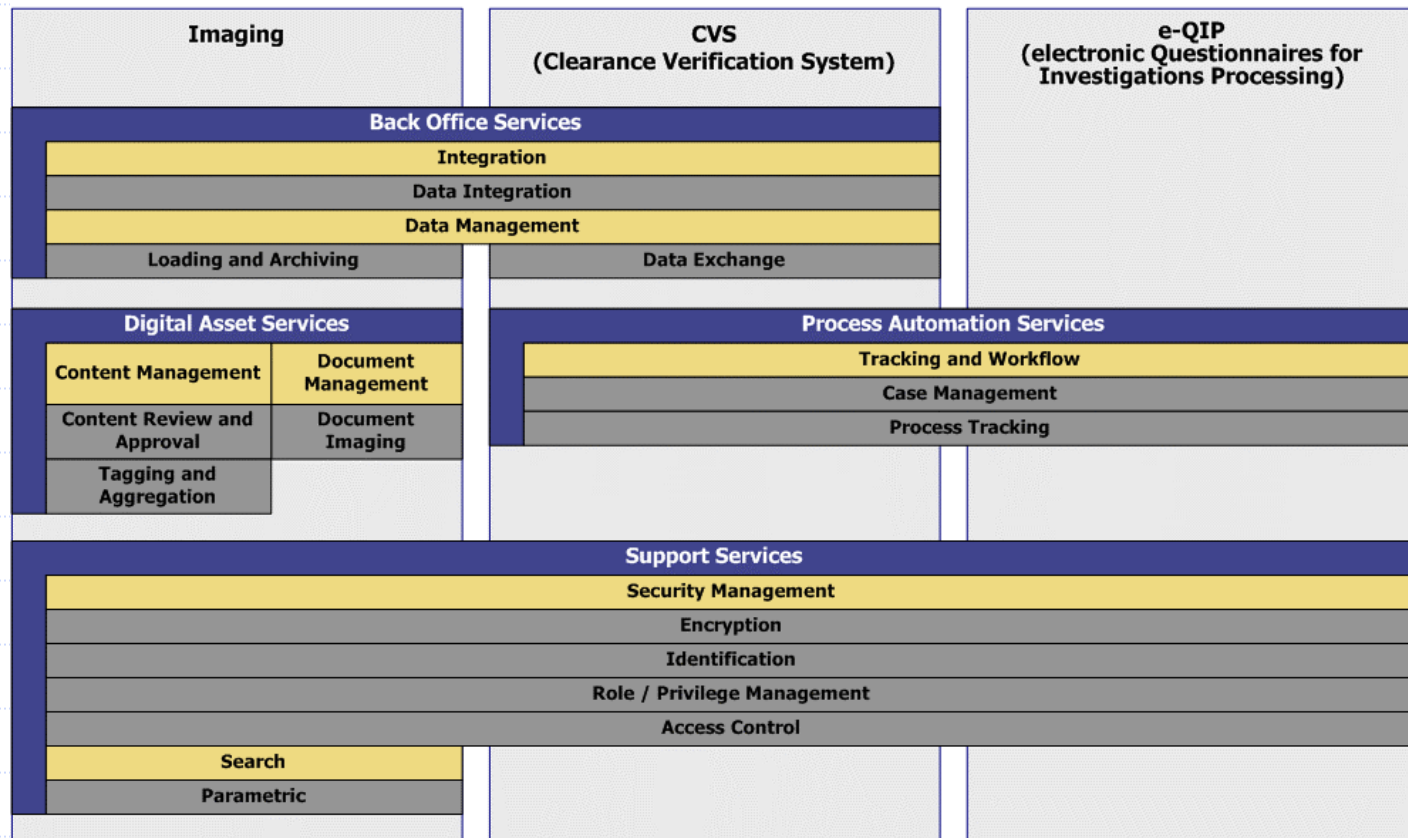 Imaging
CVS
(Clearance Verification System)
e-QIP
(electronic Questionnaires for
Investigations Processing)
Back Office Services
Integration
Data Integration
Data Management
Loading and Archiving
Data Exchange
Digital Asset Services
Content Management
Document
Management
Content Review and
Approval
Document
Imaging
Tagging and
Aggregation
Process Automation Services
Tracking and Workflow
Case Management
Process Tracking
Support Services
Security Management
Encryption
Identification
Role / Privilege Management
Access Control
Search
Parametric